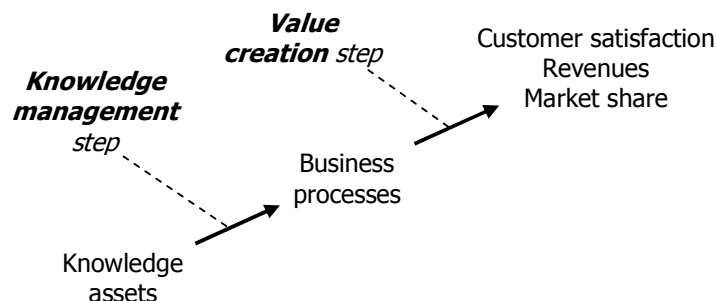 Value
creation step
Customer satisfaction
Revenues
Market share
Knowledge
management
step
Business
processes
Knowledge
assets